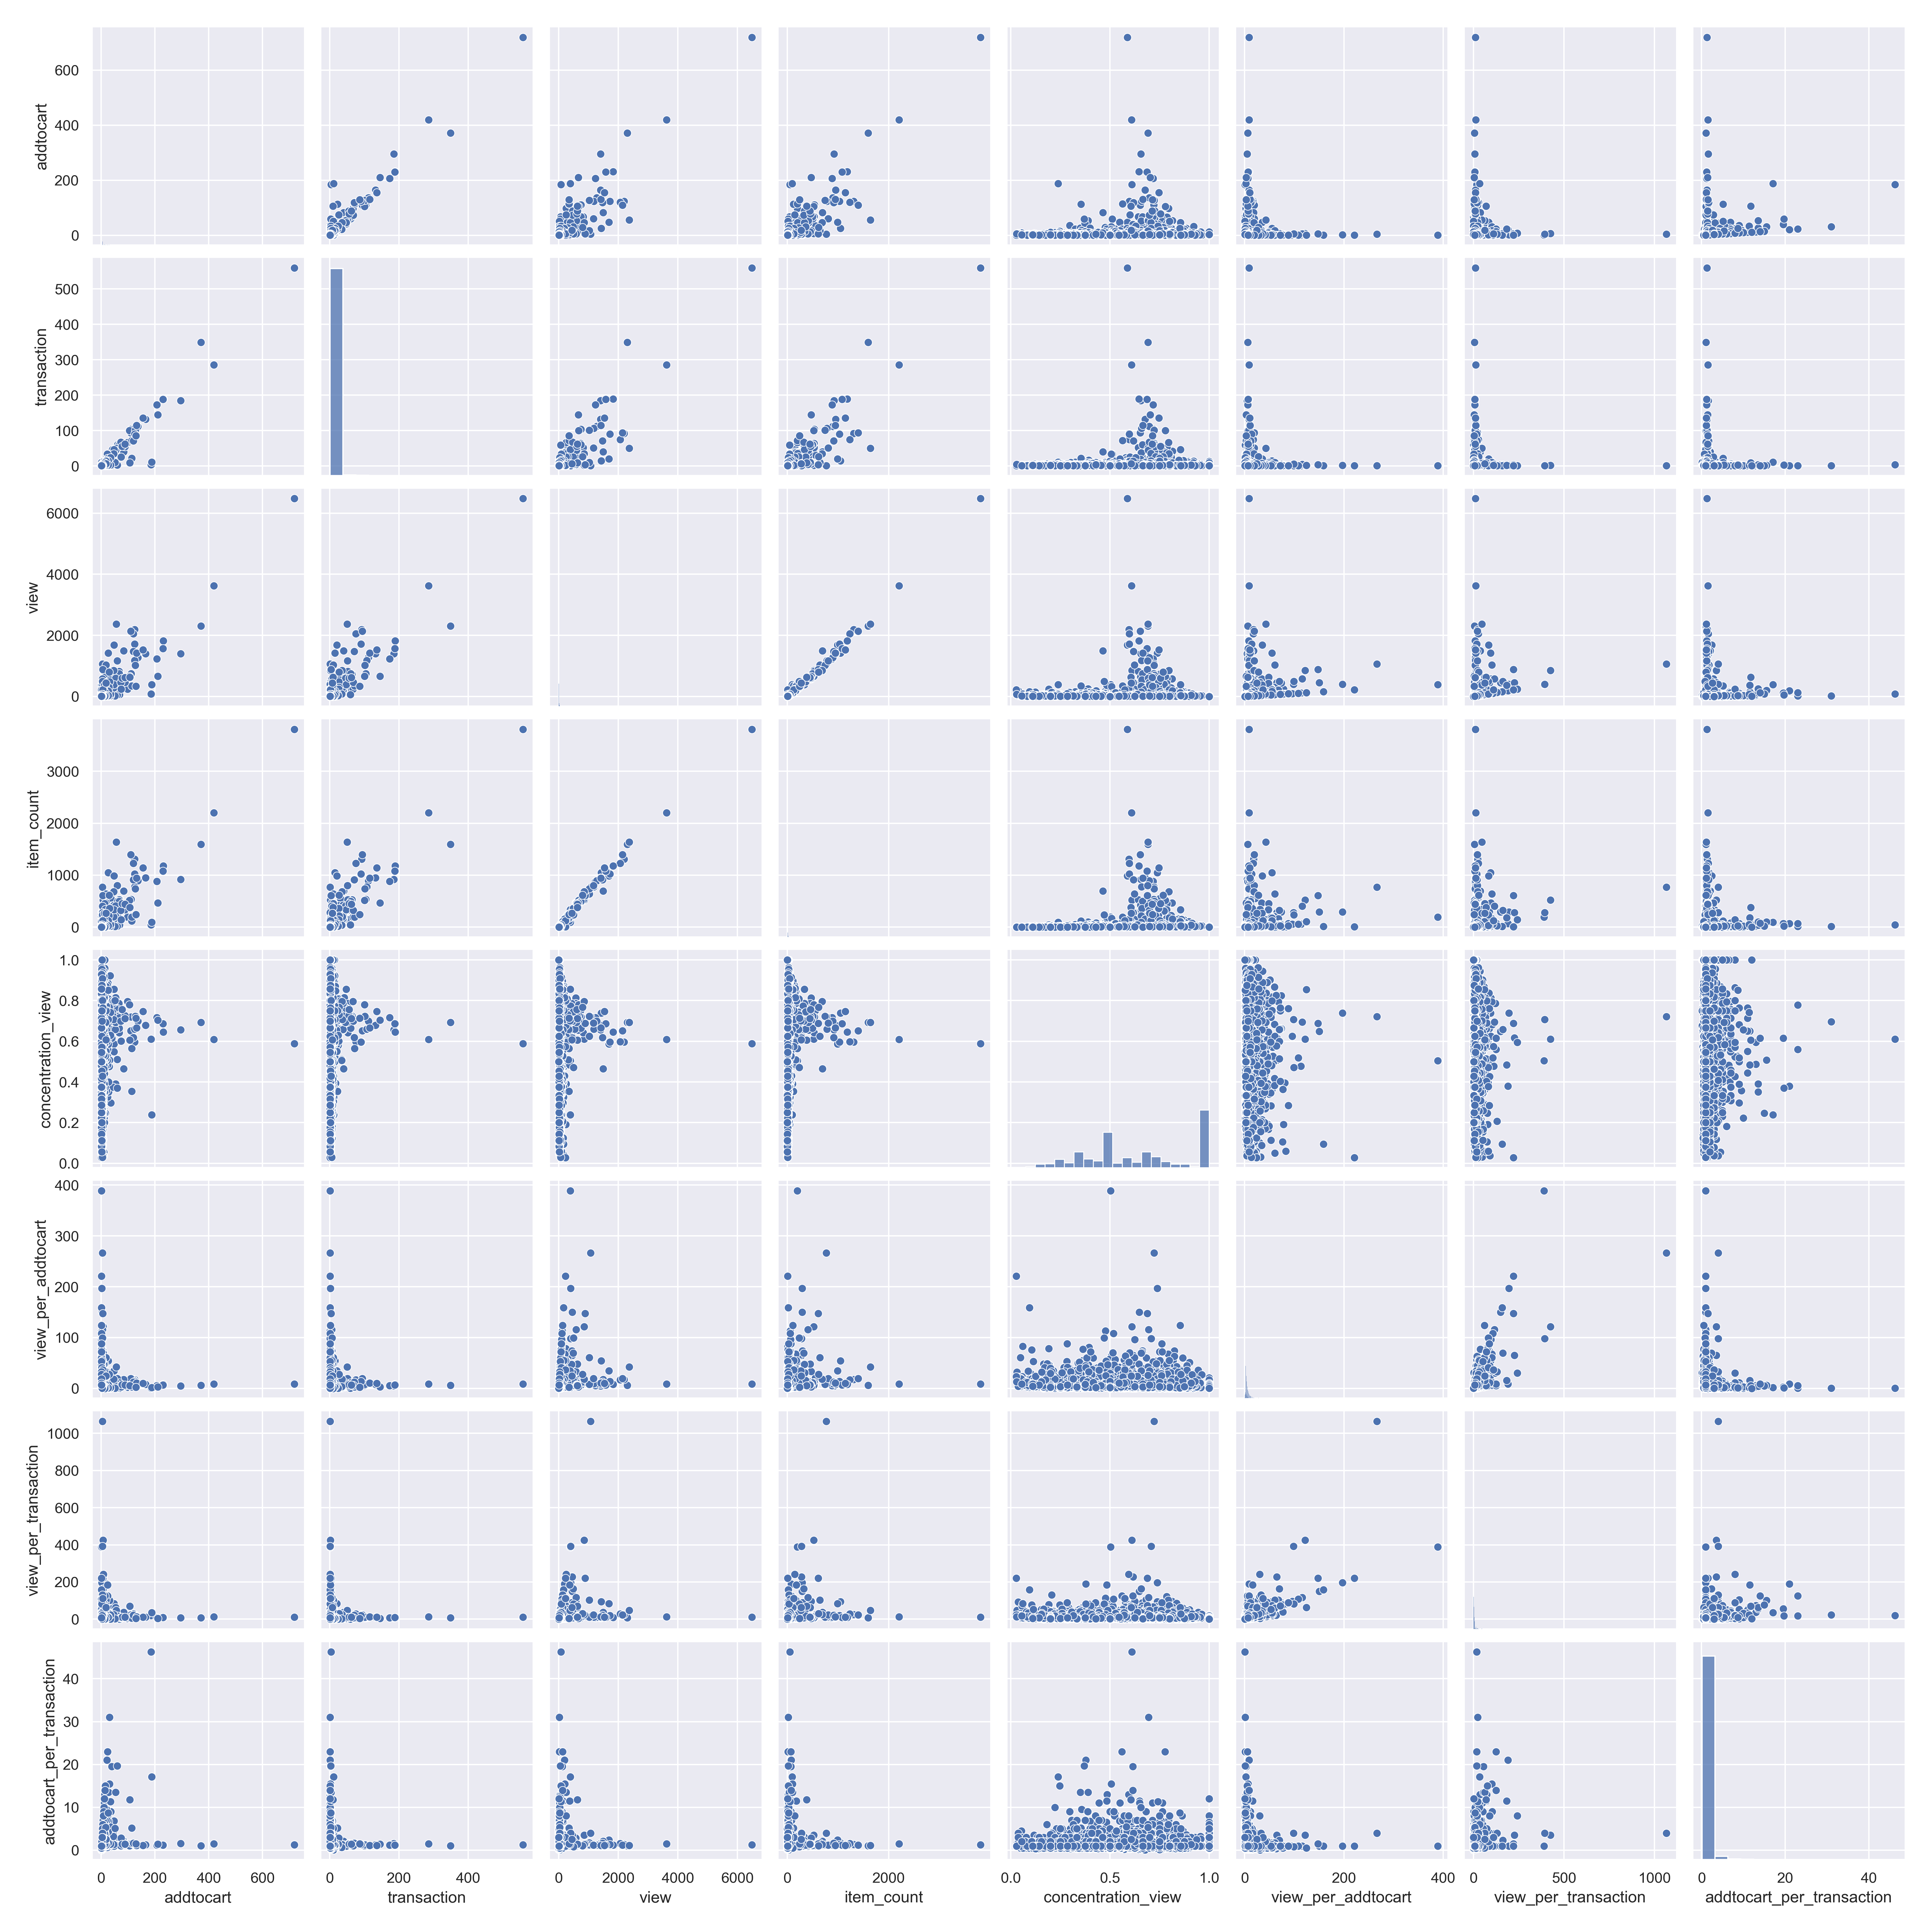 600
400
200
0
addtocart
500
400
300
200
100
0
transaction
6000
4000
2000
0
view
3000
2000
1000
0
item_count
1.0
0.8
0.6
0.4
0.2
0.0
concentration_view
400
300
200
100
0
view_per_addtocart
1000
800
600
400
200
0
view_per_transaction
40
30
20
10
0
addtocart_per_transaction
0 200 400 600
addtocart
0 200 400
transaction
0 2000 4000 6000
view
0 2000
item_count
0.0 0.5 1.0
concentration_view
0 200 400
view_per_addtocart
0 500 1000
view_per_transaction
0 20 40
addtocart_per_transaction